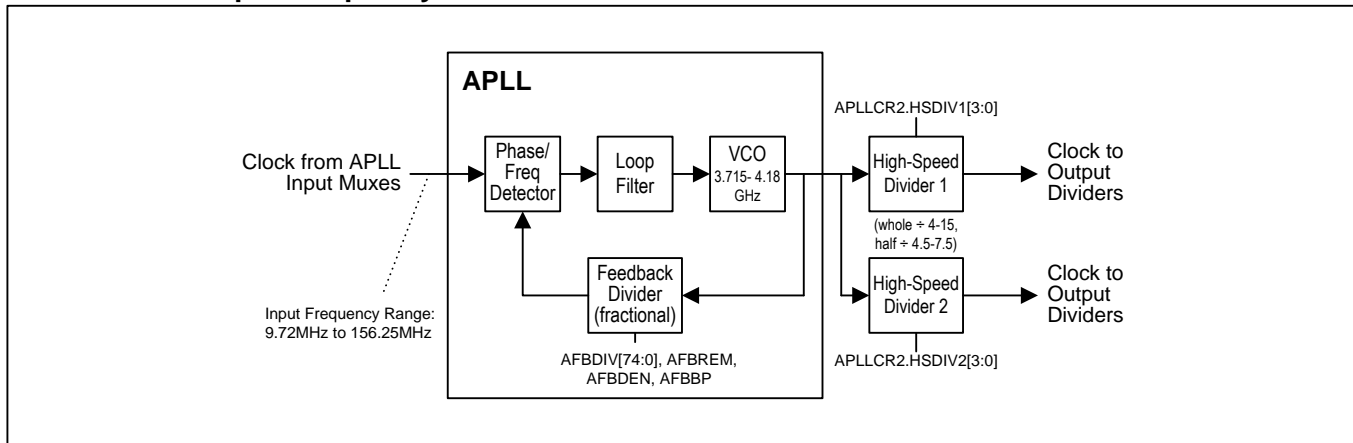 APLL
APLLCR2.HSDIV1[3:0]
Clock from APLL
Input Muxes
Phase/
Freq
Detector
Loop
Filter
VCO
3.715- 4.18
GHz
High-Speed
Divider 1
Clock to
Output
Dividers
(whole ÷ 4-15,
half ÷ 4.5-7.5)
Feedback
Divider
(fractional)
High-Speed
Divider 2
Clock to
Output
Dividers
Input Frequency Range:
9.72MHz to 156.25MHz
AFBDIV[74:0], AFBREM,
AFBDEN, AFBBP
APLLCR2.HSDIV2[3:0]